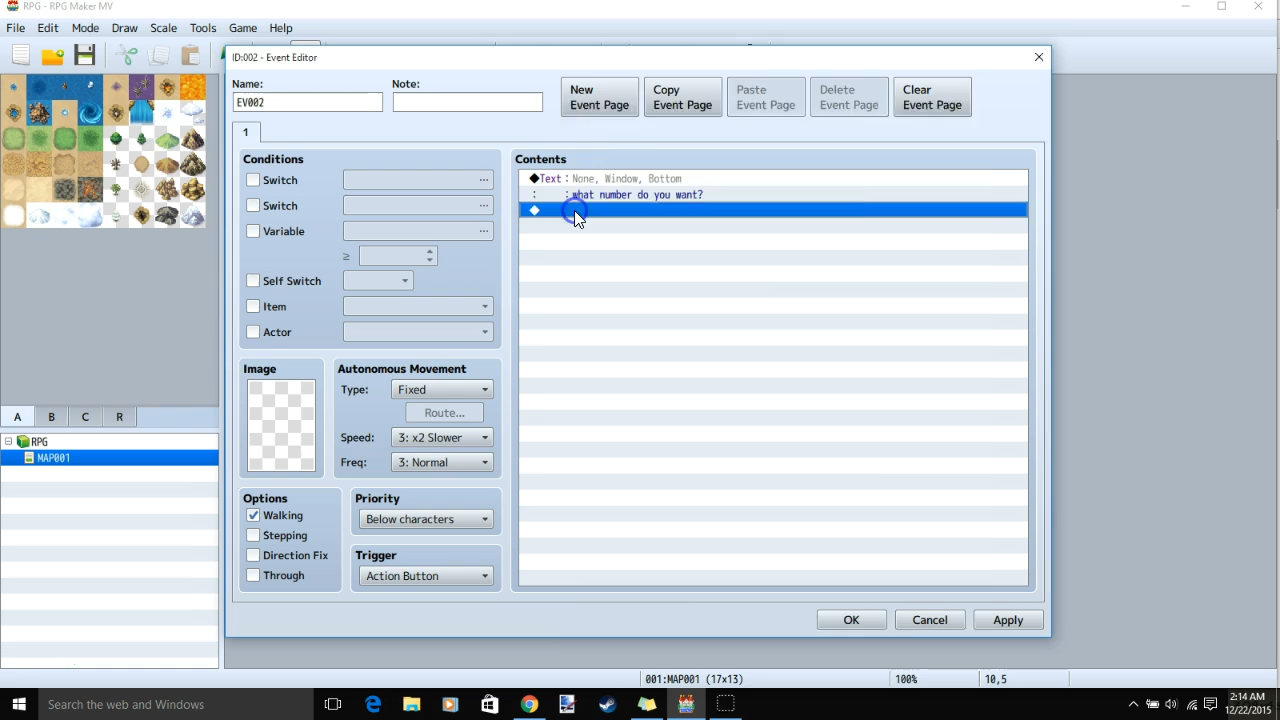 RPG - RPG Maker MV
File Edit Mode Draw Scale Tools Game Help
ID:002 - Event Editor
Name: Note:
EV002
New Event Page
Copy Event Page
Paste Event Page
Delete Event Page
Clear Event Page
1
Conditions
Switch ...
Switch ...
Variable ...
≥
Self Switch
Item
Actor
Image
Autonomous Movement
Type: Fixed
Route...
Speed: 3: x2 Slower
Freq: 3: Normal
Options
Walking
Stepping
Direction Fix
Through
Priority
Below characters
Trigger
Action Button
Contents
◆Text : None, Window, Bottom
: : what number do you want?
◆
OK Cancel Apply
A B C R
RPG
MAP001
001:MAP001 (17x13) 100% 10,5
Search the web and Windows
2:14 AM
12/22/2015